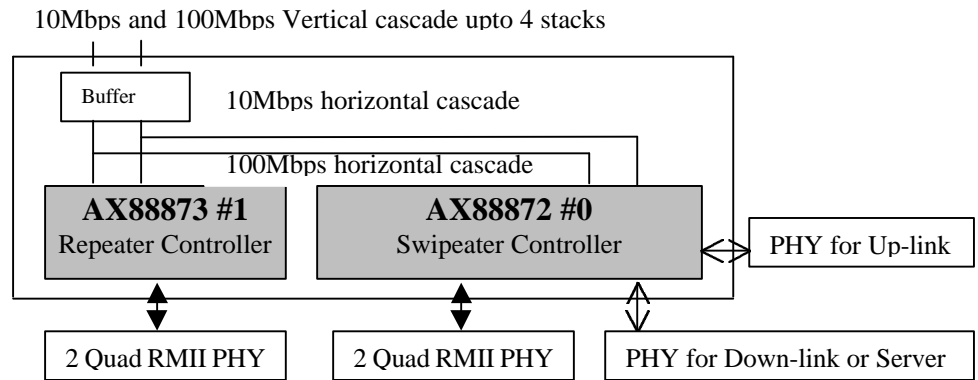 10Mbps and 100Mbps Vertical cascade upto 4 stacks
Buffer
10Mbps horizontal cascade
100Mbps horizontal cascade
AX88873 #1
Repeater Controller
AX88872 #0
Swipeater Controller
PHY for Up-link
2 Quad RMII PHY
2 Quad RMII PHY
PHY for Down-link or Server